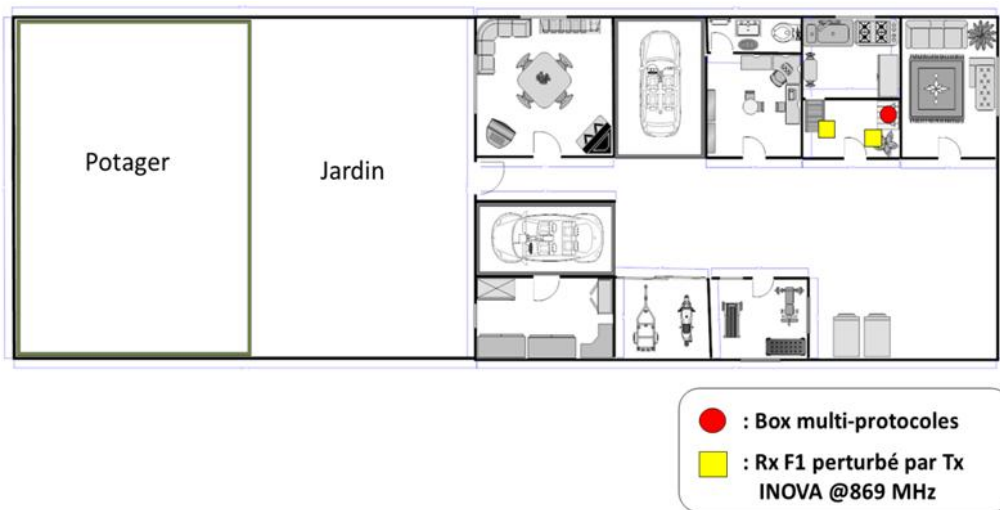 Potager
Jardin
: Box multi-protocoles
: Rx F1 perturbé par Tx
INOVA @869 MHz